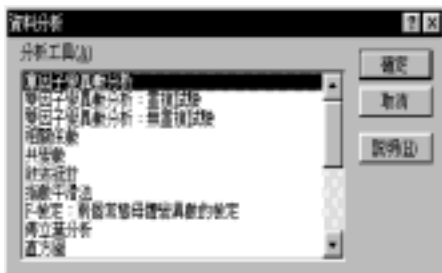 資料分析
分析工具(A)
單因子變異數分析
雙因子變異數分析：重複試驗
雙因子變異數分析：無重複試驗
相關係數
共變數
敘述統計
指數平滑法
F-檢定：兩個常態母體變異數的檢定
傅立葉分析
直方圖
確定
取消
說明(H)